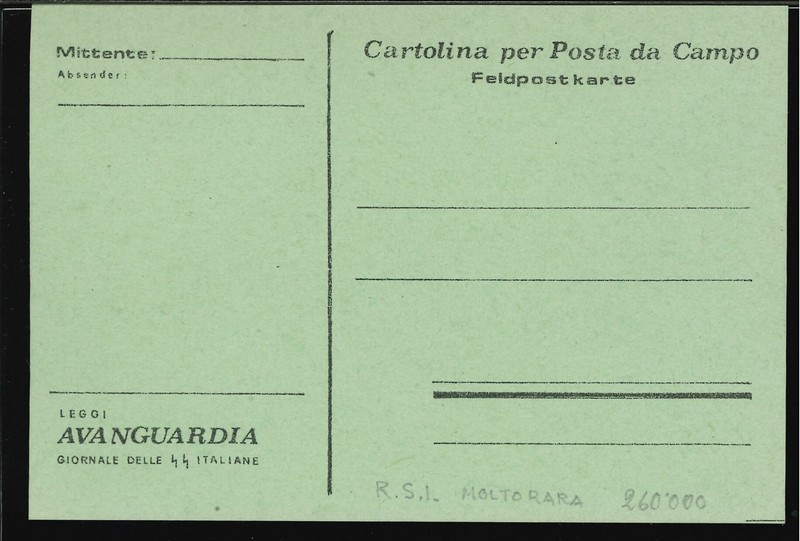 Mittente:
Absender:
Cartolina per Posta da Campo
Feldpostkarte
LEGGI
AVANGUARDIA
GIORNALE DELLE ᛋᛋ ITALIANE
R.S.I. MOLTO RARA 260'000